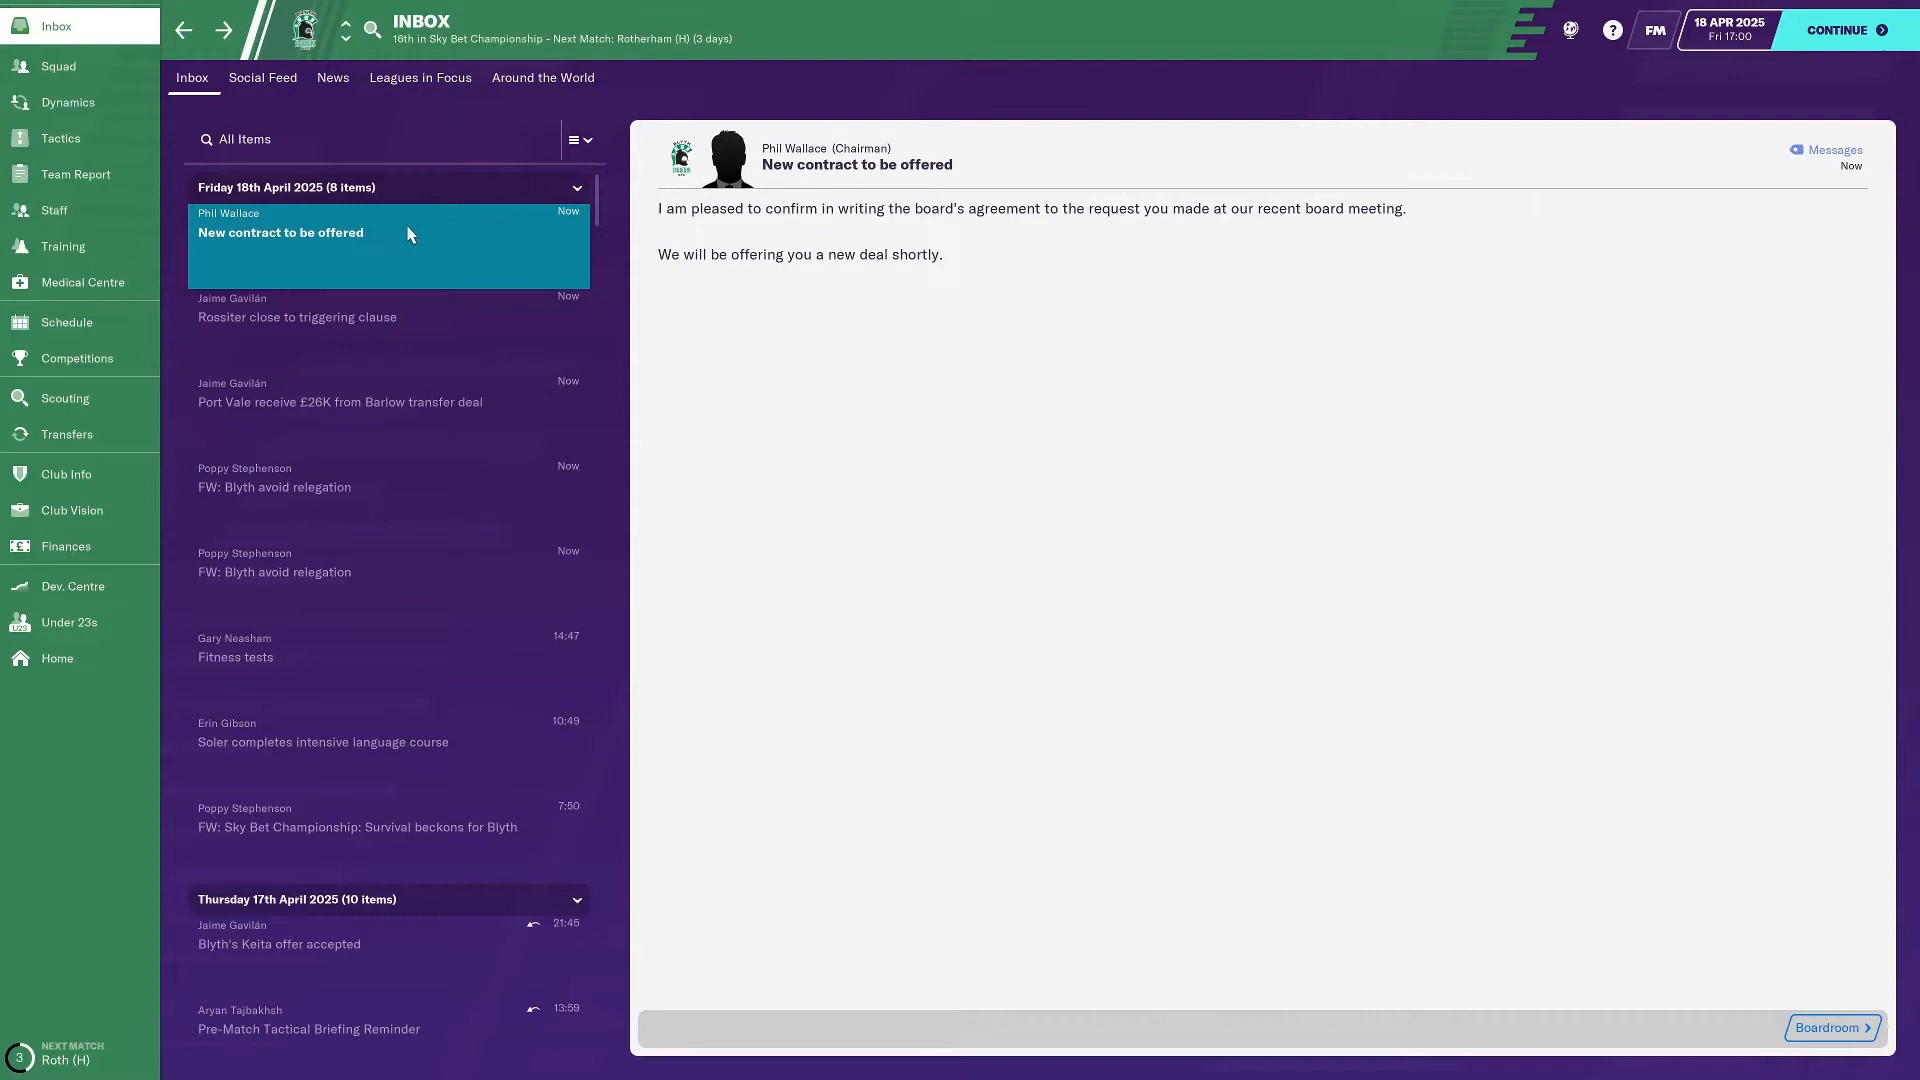 Inbox
Squad
Dynamics
Tactics
Team Report
Staff
Training
Medical Centre
Schedule
Competitions
Scouting
Transfers
Club Info
Club Vision
Finances
Dev. Centre
U23
Under 23s
Home
3
NEXT MATCH
Roth (H)
INBOX
16th in Sky Bet Championship - Next Match: Rotherham (H) (3 days)
?
FM
18 APR 2025
Fri 17:00
CONTINUE
Inbox
Social Feed
News
Leagues in Focus
Around the World
All Items
Friday 18th April 2025 (8 items)
Phil Wallace
Now
New contract to be offered
Jaime Gavilán
Now
Rossiter close to triggering clause
Jaime Gavilán
Now
Port Vale receive £26K from Barlow transfer deal
Poppy Stephenson
Now
FW: Blyth avoid relegation
Poppy Stephenson
Now
FW: Blyth avoid relegation
Gary Neasham
14:47
Fitness tests
Erin Gibson
10:49
Soler completes intensive language course
Poppy Stephenson
7:50
FW: Sky Bet Championship: Survival beckons for Blyth
Thursday 17th April 2025 (10 items)
Jaime Gavilán
21:45
Blyth's Keita offer accepted
Aryan Tajbakhsh
13:59
Pre-Match Tactical Briefing Reminder
Phil Wallace (Chairman)
New contract to be offered
Messages
Now
I am pleased to confirm in writing the board's agreement to the request you made at our recent board meeting.
We will be offering you a new deal shortly.
Boardroom